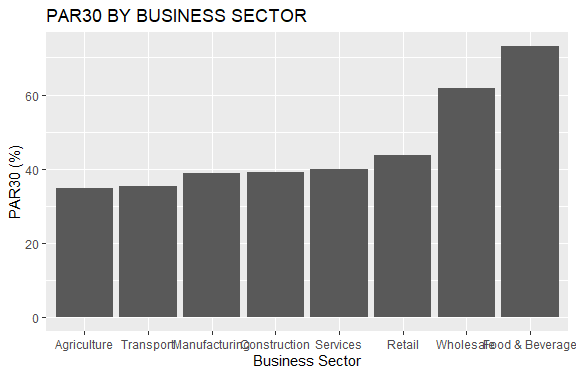 PAR30 BY BUSINESS SECTOR
PAR30 (%)
60
40
20
0
Agriculture Transport Manufacturing Construction Services Retail Wholesale Food & Beverage
Business Sector